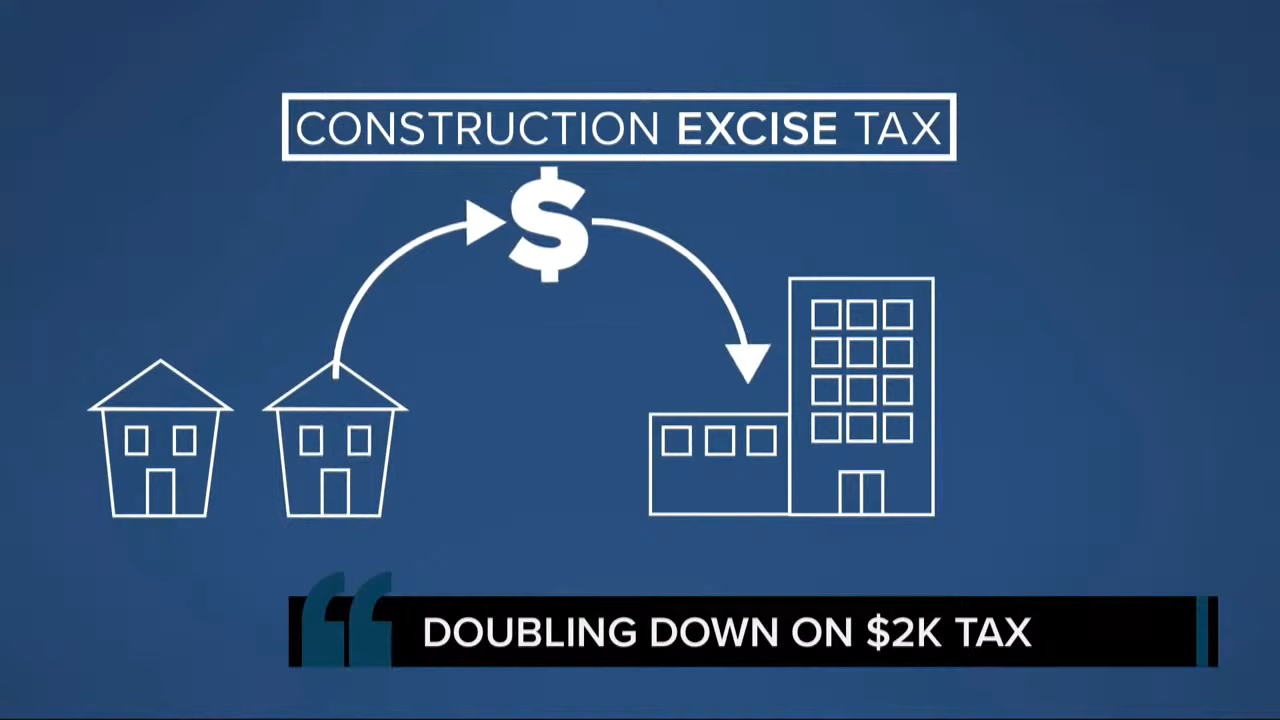 CONSTRUCTION EXCISE TAX
$
“ DOUBLING DOWN ON $2K TAX